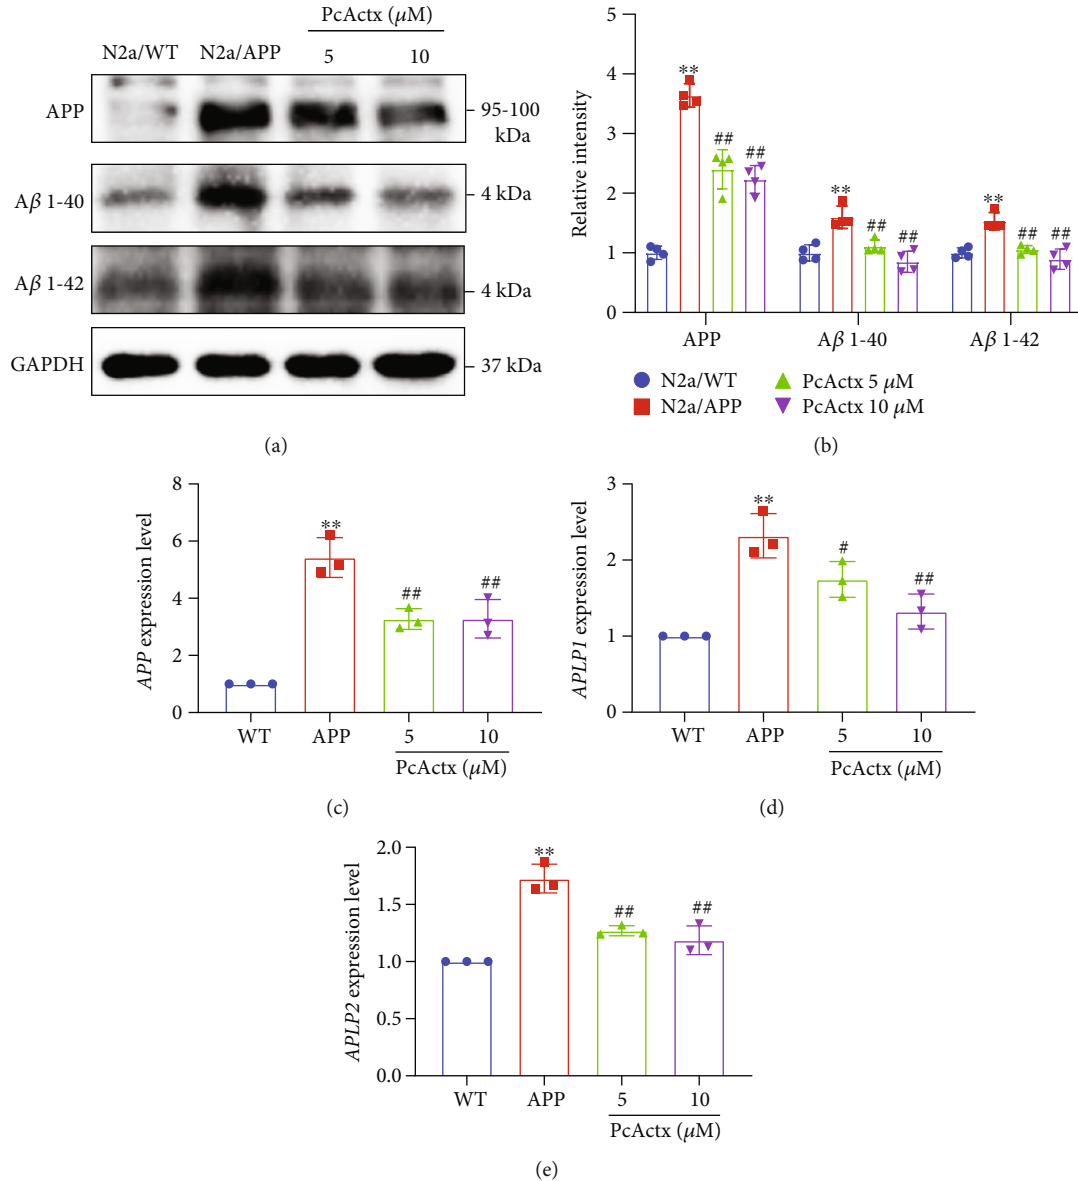 PcActx (μM)
N2a/WT N2a/APP 5 10
APP 95-100 kDa
Aβ 1-40 4 kDa
Aβ 1-42 4 kDa
GAPDH 37 kDa
(a)
Relative intensity
5
4
3
2
1
0
** ## ##
** ## ##
** ## ##
APP Aβ 1-40 Aβ 1-42
N2a/WT PcActx 5 μM
N2a/APP PcActx 10 μM
(b)
APP expression level
8
6
4
2
0
** ## ##
WT APP 5 10
PcActx (μM)
(c)
APLP1 expression level
3
2
1
0
** # ##
WT APP 5 10
PcActx (μM)
(d)
APLP2 expression level
2.0
1.5
1.0
0.5
0.0
** ## ##
WT APP 5 10
PcActx (μM)
(e)